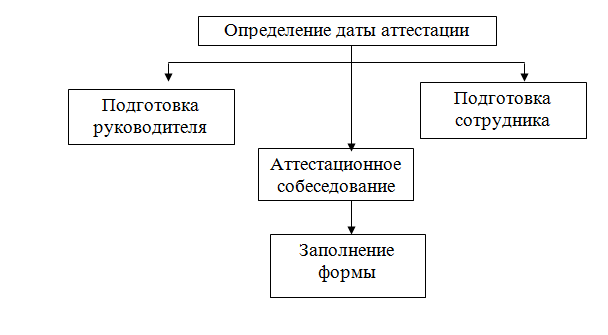 Определение даты аттестации
Подготовка
руководителя
Подготовка
сотрудника
Аттестационное
собеседование
Заполнение
формы